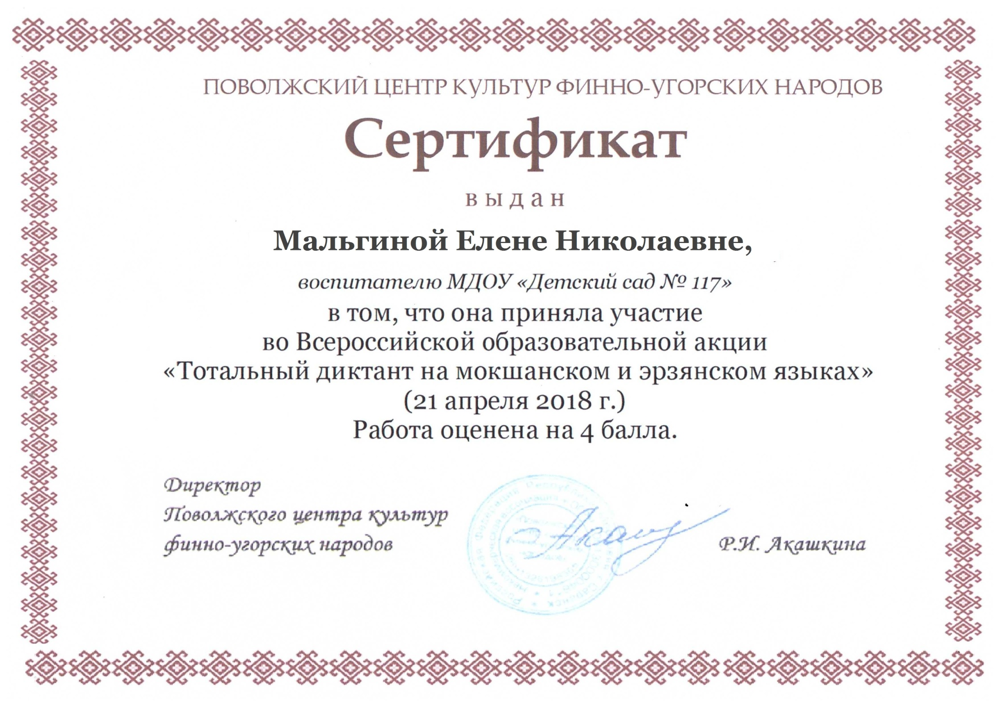 ПОВОЛЖСКИЙ ЦЕНТР КУЛЬТУР ФИННО-УГОРСКИХ НАРОДОВ
Сертификат
выдан
Мальгиной Елене Николаевне,
воспитателю МДОУ «Детский сад № 117»
в том, что она приняла участие
во Всероссийской образовательной акции
«Тотальный диктант на мокшанском и эрзянском языках»
(21 апреля 2018 г.)
Работа оценена на 4 балла.
Директор
Поволжского центра культур
финно-угорских народов
Р.И. Акашкина